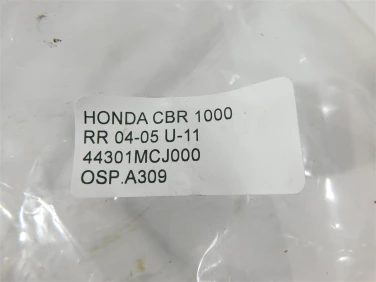 HONDA CBR 1000
RR 04-05 U-11
44301MCJ000
OSP.A309